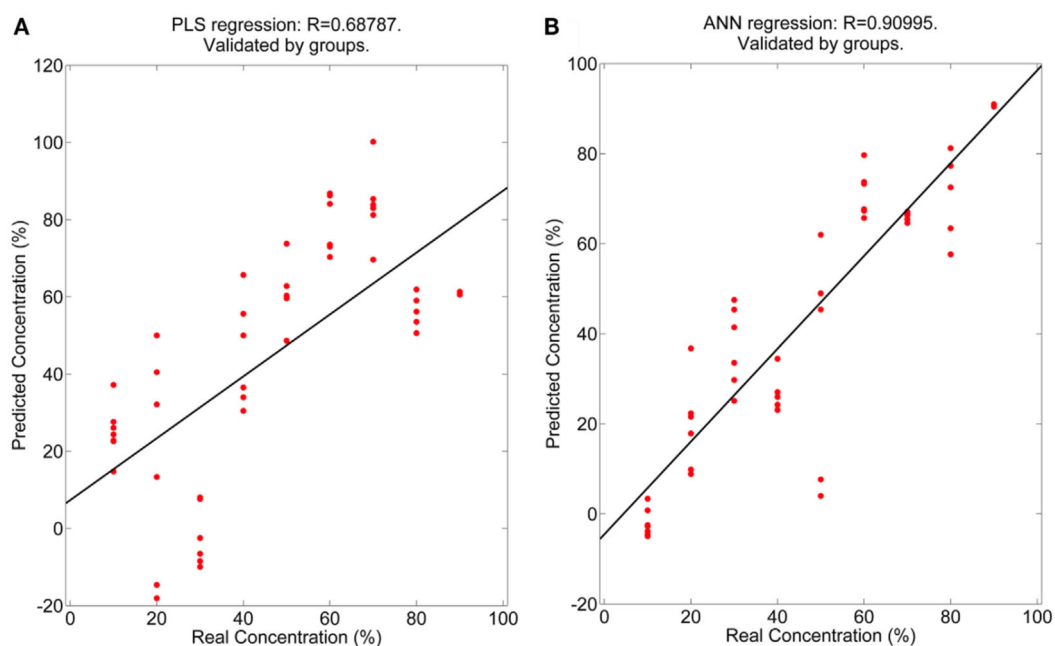 A
PLS regression: R=0.68787.
Validated by groups.
120
100
80
60
40
20
0
-20
Predicted Concentration (%)
0 20 40 60 80 100
Real Concentration (%)
B
ANN regression: R=0.90995.
Validated by groups.
100
80
60
40
20
0
-20
Predicted Concentration (%)
0 20 40 60 80 100
Real Concentration (%)